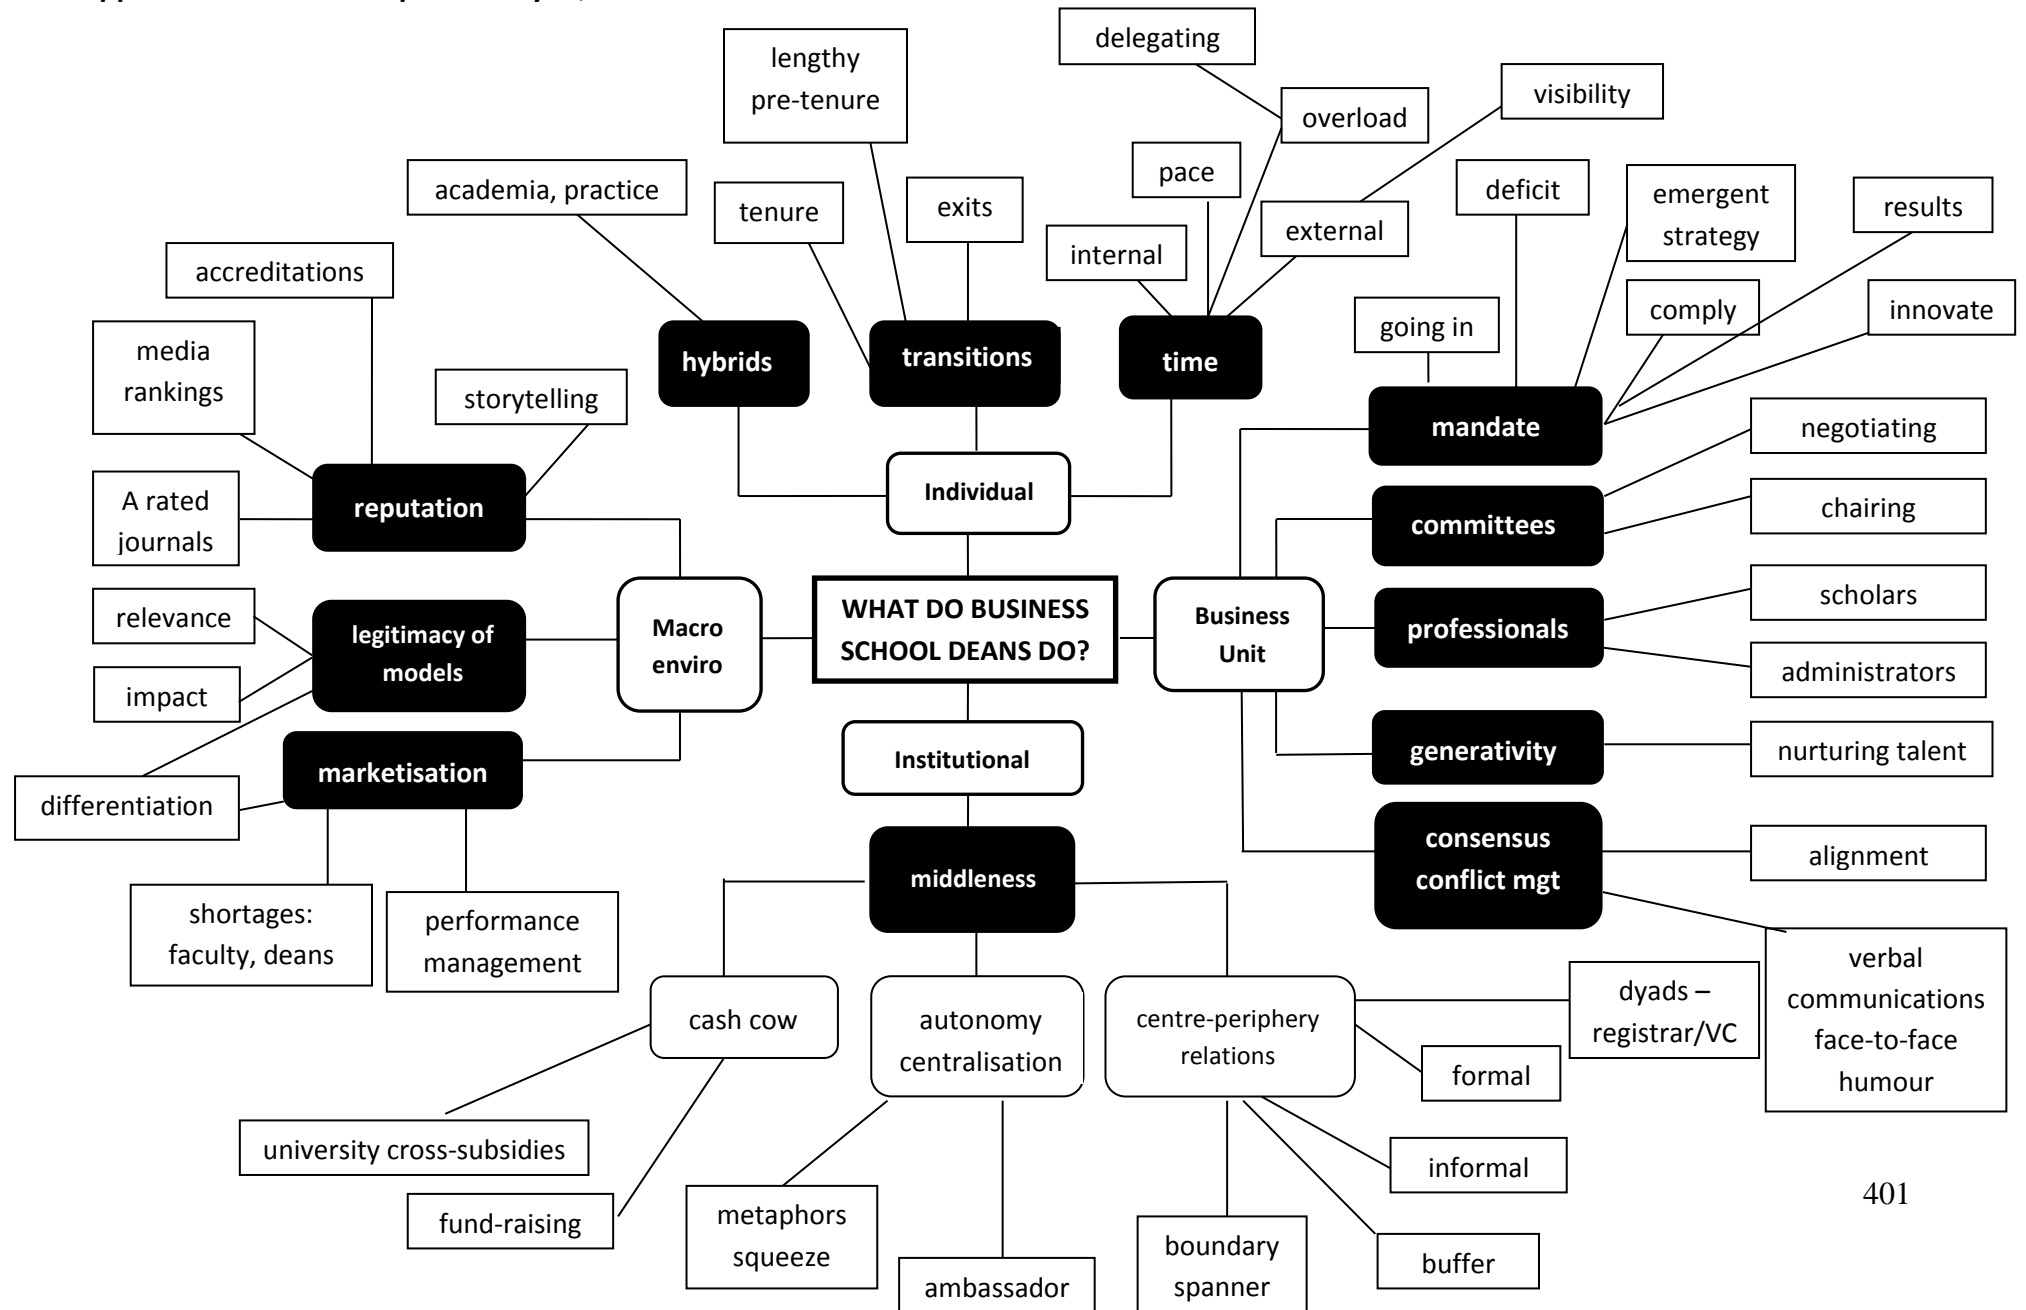 delegating
lengthy
pre-tenure
visibility
overload
pace
academia, practice
tenure
exits
deficit
emergent
strategy
results
internal
external
accreditations
comply
innovate
going in
media
rankings
hybrids
transitions
time
storytelling
mandate
negotiating
A rated
journals
reputation
Individual
committees
chairing
relevance
legitimacy of
models
Macro
enviro
WHAT DO BUSINESS
SCHOOL DEANS DO?
Business
Unit
professionals
scholars
administrators
impact
marketisation
Institutional
generativity
nurturing talent
differentiation
middleness
consensus
conflict mgt
alignment
shortages:
faculty, deans
performance
management
cash cow
autonomy
centralisation
centre-periphery
relations
dyads –
registrar/VC
verbal
communications
face-to-face
humour
formal
university cross-subsidies
informal
fund-raising
metaphors
squeeze
ambassador
boundary
spanner
buffer
401